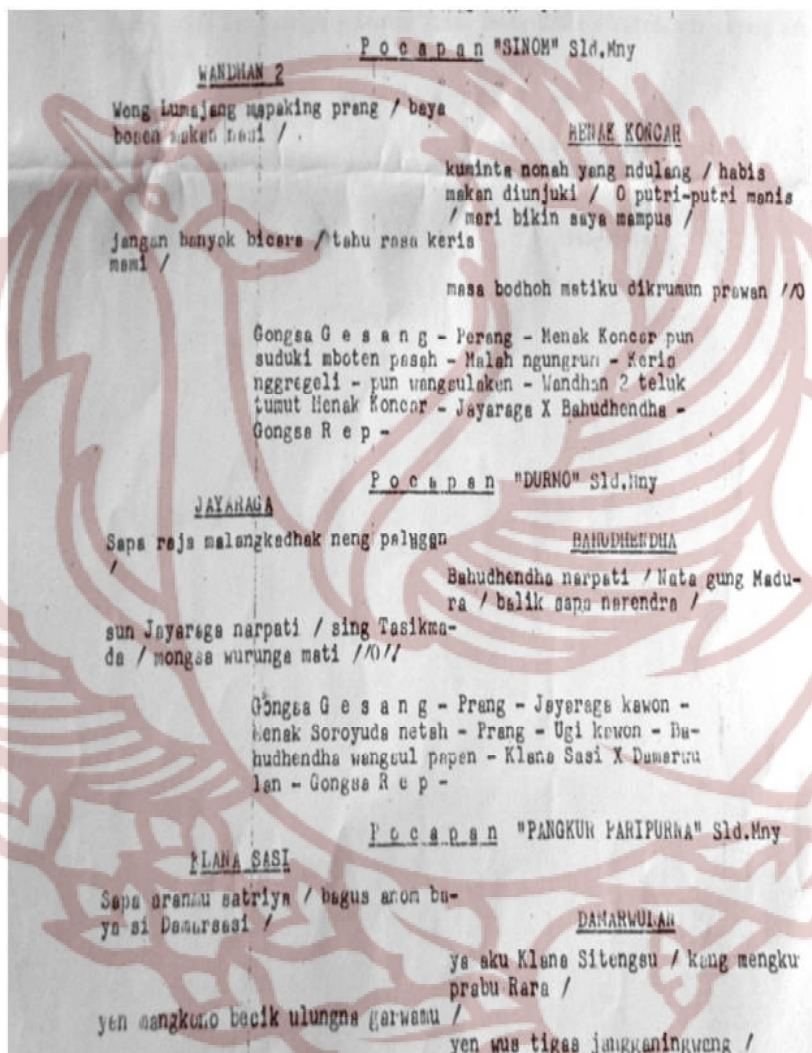 P o c a p a n "SINOM" Sld.Mny
WANDHAN 2
Wong Lumajang mapaking prang / baya
bosen makan nasi /
MENAK KONCAR
kuminta nonah yang ndulang / habis
makan diunjuki / O putri-putri manis
/ mari bikin saya mampus /
jangan banyak bicara / tahu rasa keris
mami /
masa bodhoh matiku dikrumun prawan //O
Gongsa G e s a n g - Perang - Menak Koncar pun
suduki mboten pasah - Malah ngungrum - Keris
nggregeli - pun wangsulaken - Wandhan 2 teluk
tumut Menak Koncar - Jayaraga X Bahudhendha -
Gongsa R e p -
P o c a p a n "DURNO" Sld.Mny
JAYARAGA
Sapa raja malangkadhak neng palugan
/
BAHUDHENDHA
Bahudhendha narpati / Nata gung Madu-
ra / balik sapa narendra /
sun Jayaraga narpati / sing Tasikma-
da / mongsa wurunga mati //O//
Gongsa G e s a n g - Prang - Jayaraga kawon -
Menak Soroyuda netah - Prang - Ugi kawon - Ba-
hudhendha wangsul papan - Klana Sasi X Damarwu
lan - Gongsa R e p -
P o c a p a n "PANGKUR PARIPURNA" Sld.Mny
KLANA SASI
Sapa aranmu satriya / bagus anom ba-
ya si Damarsasi /
DAMARWULAN
ya aku Klana Sitengsu / kang mengku
prabu Rara /
yen mangkono becik ulungna garwamu /
yen wus tigas jangganingweng /